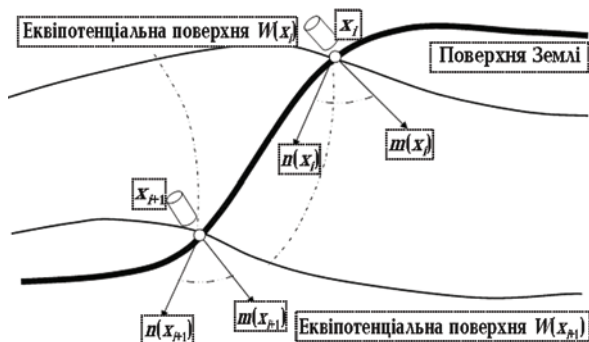 Еквіпотенціальна поверхня W(xᵢ)
xᵢ
Поверхня Землі
n(xᵢ)
m(xᵢ)
xᵢ₊₁
n(xᵢ₊₁)
m(xᵢ₊₁)
Еквіпотенціальна поверхня W(xᵢ₊₁)